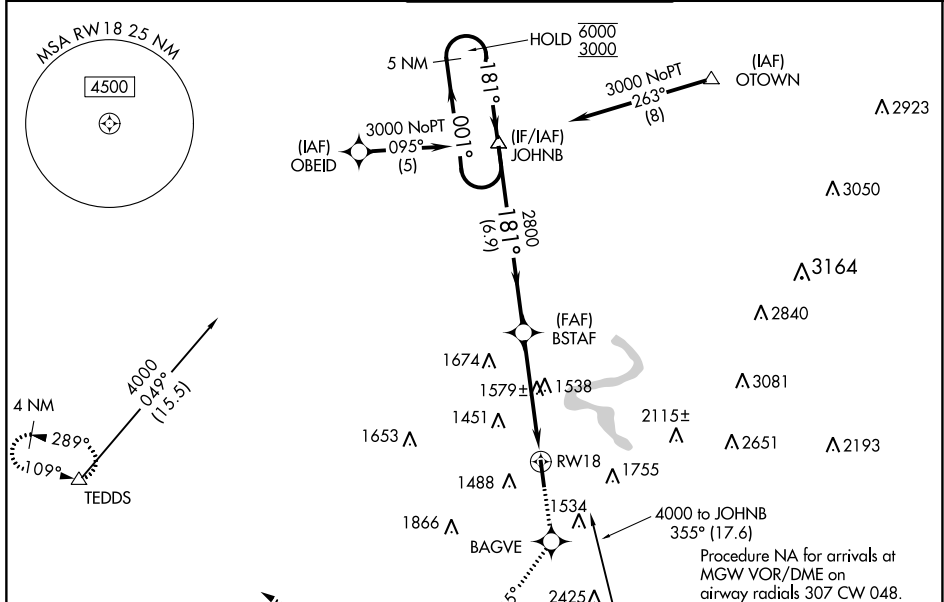 MSA RW18 25 NM
4500
HOLD
6000
3000
5 NM
181°
001°
3000 NoPT
263°
(8)
(IAF)
OTOWN
(IAF)
OBEID
3000 NoPT
095°
(5)
(IF/IAF)
JOHNB
2923
3050
2800
181°
(6.9)
3164
2840
(FAF)
BSTAF
1674
1579±
1538
3081
4000
049°
(15.5)
4 NM
289°
109°
TEDDS
1451
1653
2115±
2651
2193
RW18
1488
1755
1534
1866
BAGVE
4000 to JOHNB
355° (17.6)
Procedure NA for arrivals at
MGW VOR/DME on
airway radials 307 CW 048.
5°
2425